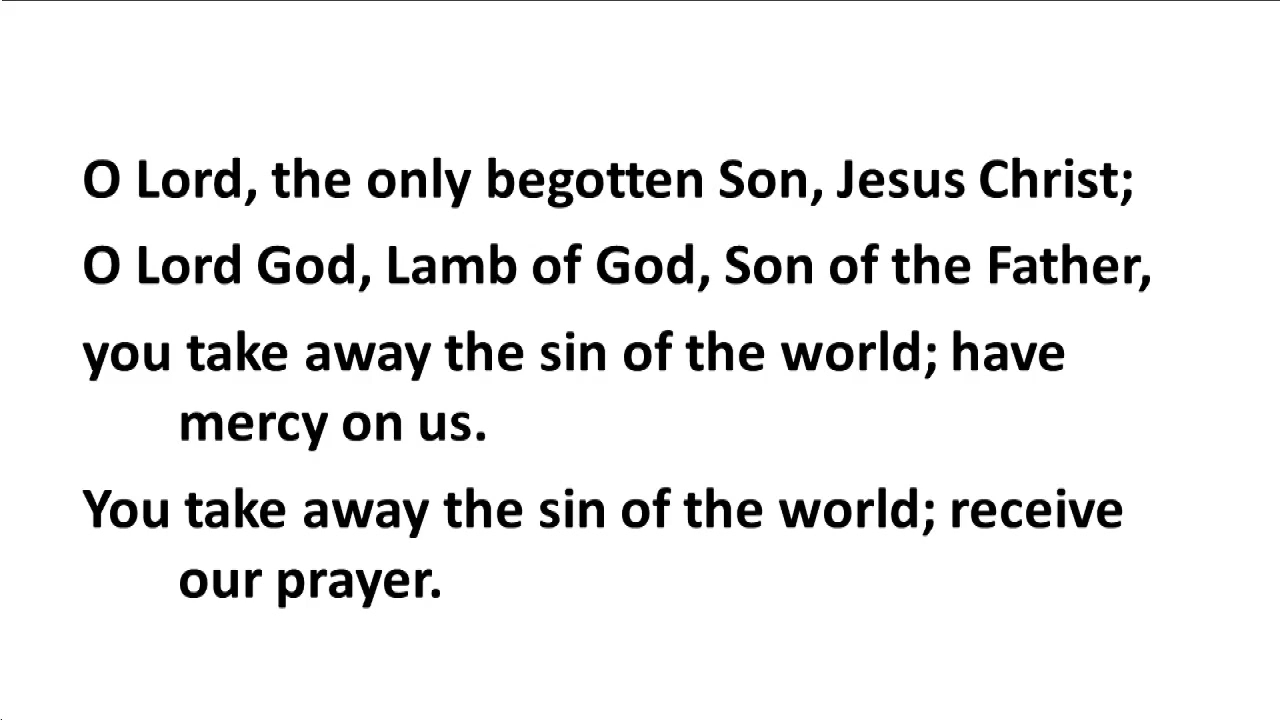 O Lord, the only begotten Son, Jesus Christ;
O Lord God, Lamb of God, Son of the Father,
you take away the sin of the world; have
mercy on us.
You take away the sin of the world; receive
our prayer.